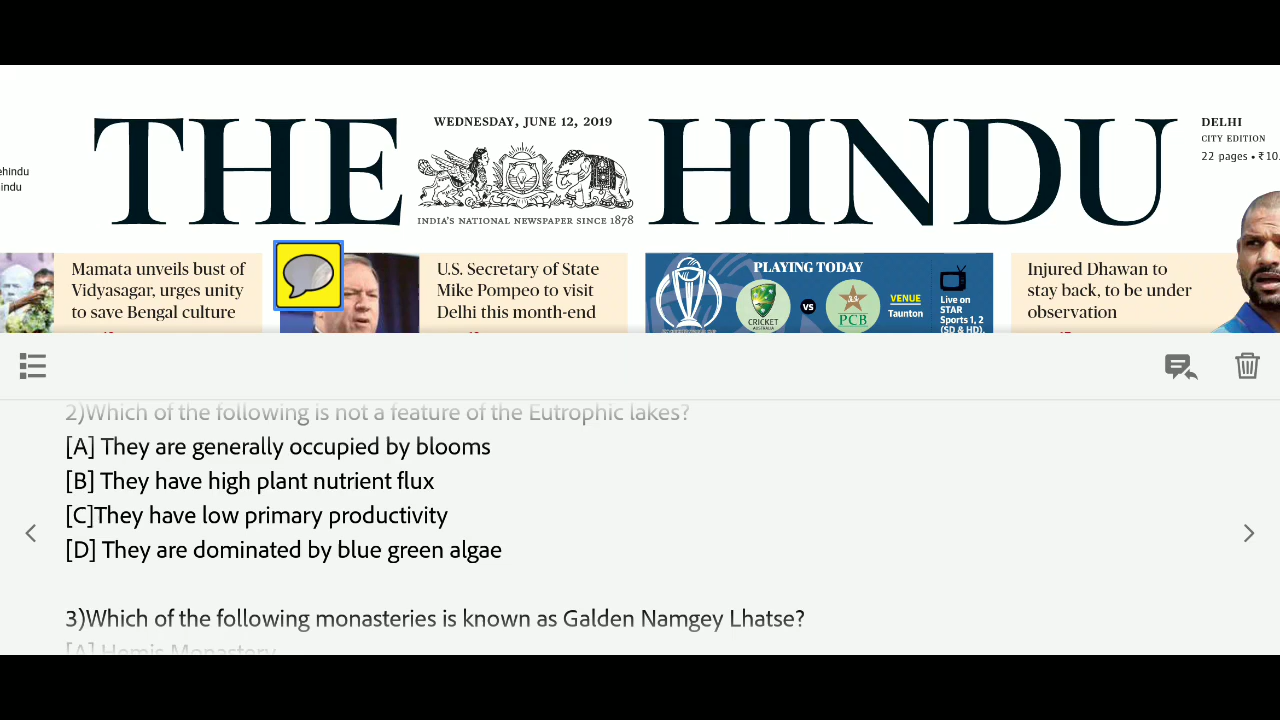 THE HINDU
WEDNESDAY, JUNE 12, 2019
INDIA'S NATIONAL NEWSPAPER SINCE 1878
DELHI
CITY EDITION
22 pages • ₹10.
ehindu
indu
Mamata unveils bust of
Vidyasagar, urges unity
to save Bengal culture
U.S. Secretary of State
Mike Pompeo to visit
Delhi this month-end
PLAYING TODAY
CRICKET
AUSTRALIA
VS
PCB
VENUE
Taunton
Live on
STAR
Sports 1, 2
(SD & HD),
Injured Dhawan to
stay back, to be under
observation
2)Which of the following is not a feature of the Eutrophic lakes?
[A] They are generally occupied by blooms
[B] They have high plant nutrient flux
[C]They have low primary productivity
[D] They are dominated by blue green algae
3)Which of the following monasteries is known as Galden Namgey Lhatse?
[A] Hemis Monastery